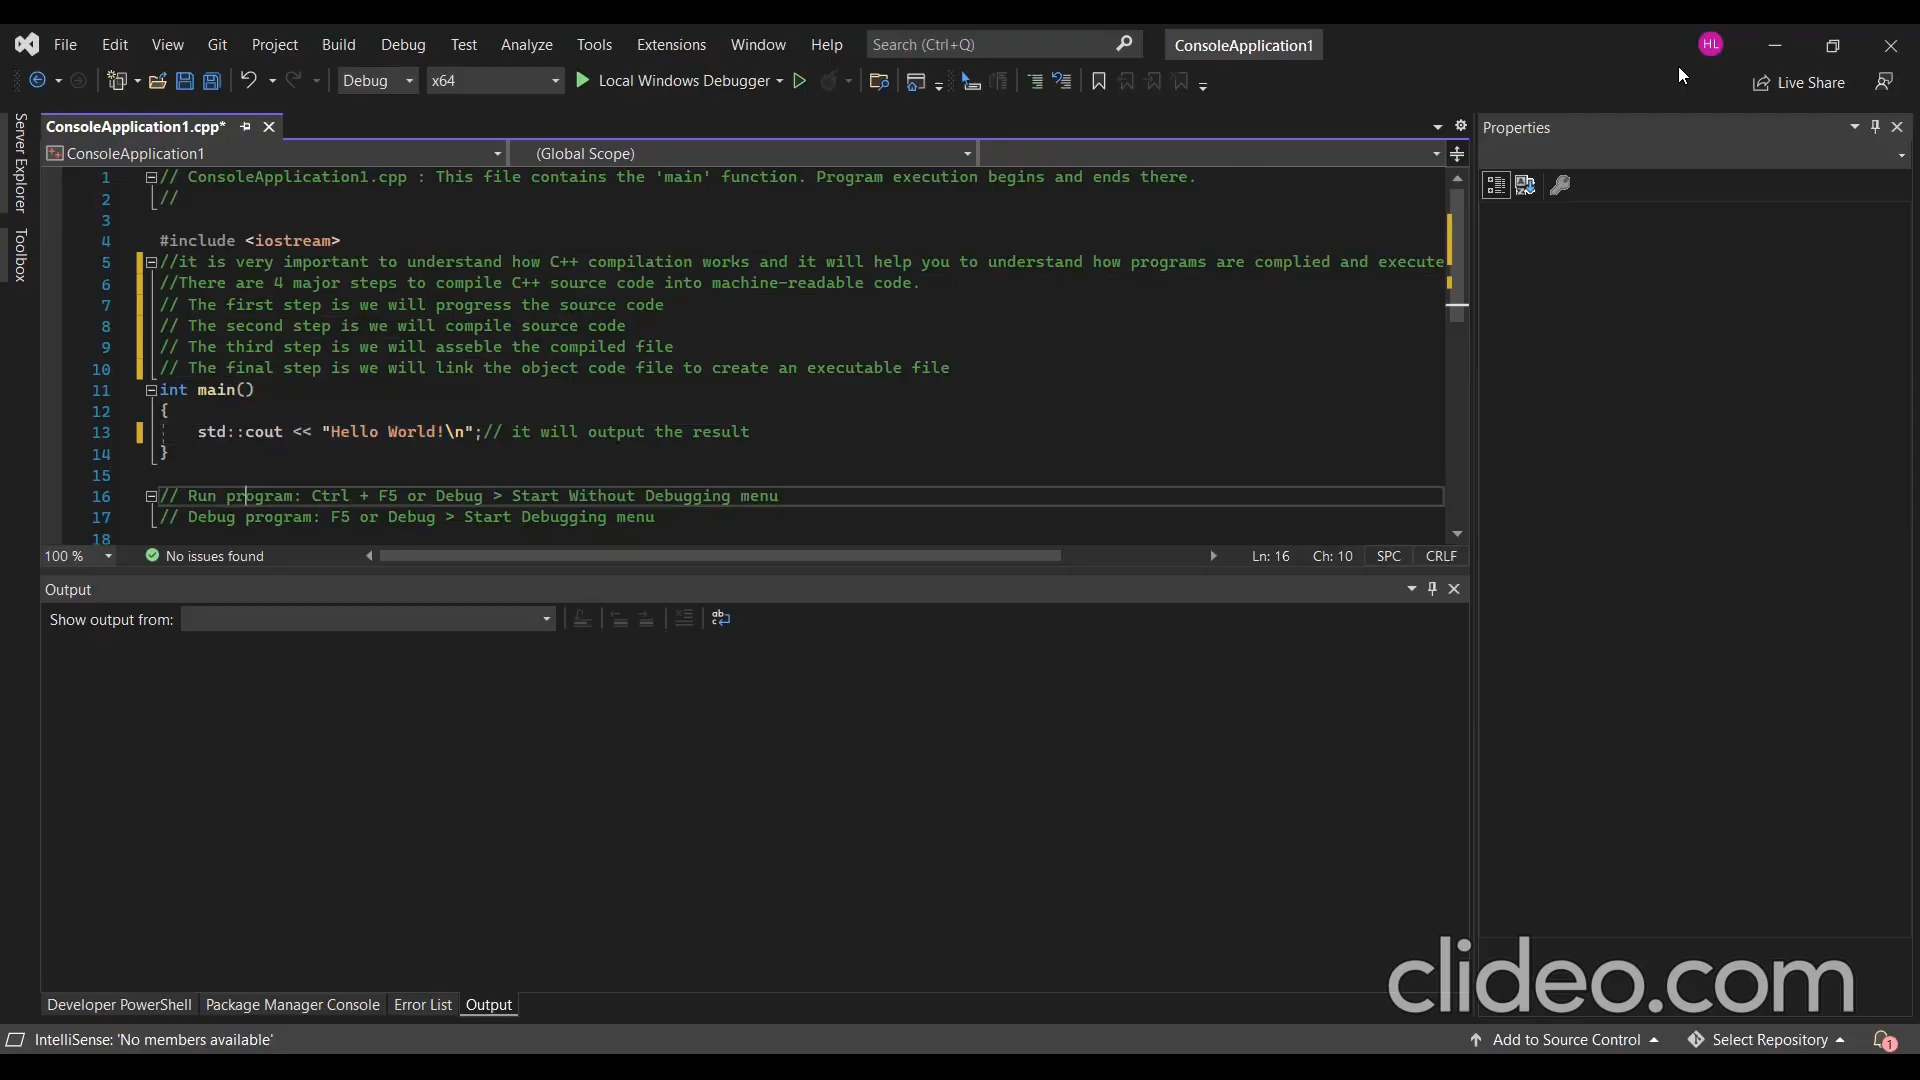 File Edit View Git Project Build Debug Test Analyze Tools Extensions Window Help Search (Ctrl+Q) ConsoleApplication1 HL
Debug x64 Local Windows Debugger Live Share
Server Explorer
Toolbox
ConsoleApplication1.cpp*
ConsoleApplication1 (Global Scope)
1 // ConsoleApplication1.cpp : This file contains the 'main' function. Program execution begins and ends there.
2 //
3
4 #include <iostream>
5 //it is very important to understand how C++ compilation works and it will help you to understand how programs are complied and execute
6 //There are 4 major steps to compile C++ source code into machine-readable code.
7 // The first step is we will progress the source code
8 // The second step is we will compile source code
9 // The third step is we will asseble the compiled file
10 // The final step is we will link the object code file to create an executable file
11 int main()
12 {
13 std::cout << "Hello World!\n";// it will output the result
14 }
15
16 // Run program: Ctrl + F5 or Debug > Start Without Debugging menu
17 // Debug program: F5 or Debug > Start Debugging menu
18
100 % No issues found Ln: 16 Ch: 10 SPC CRLF
Properties
Output
Show output from:
Developer PowerShell Package Manager Console Error List Output
clideo.com
IntelliSense: 'No members available' Add to Source Control Select Repository 1